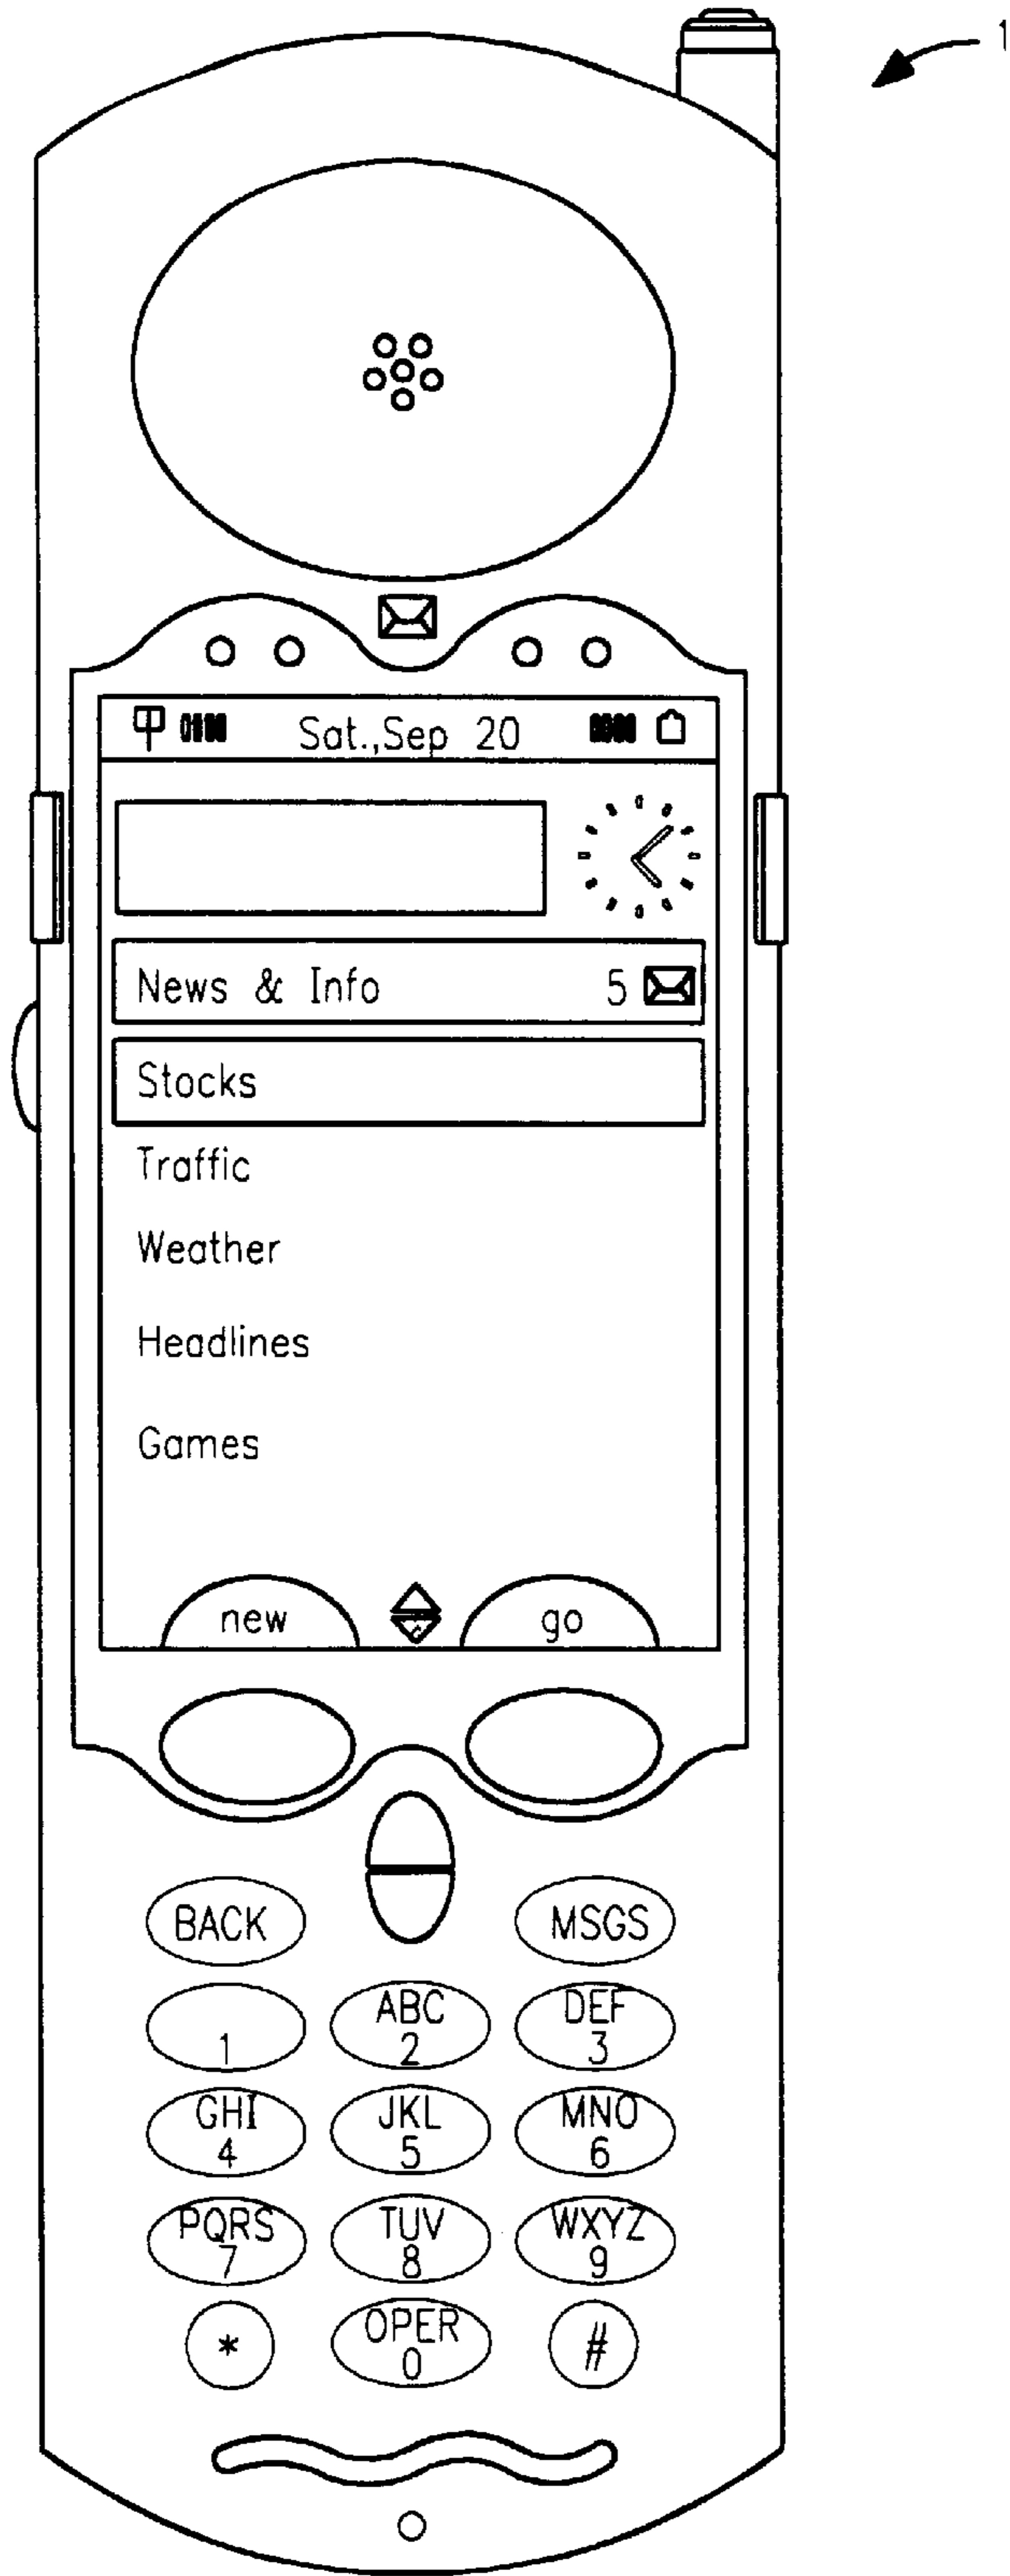 1
Sat.,Sep 20
News & Info 5
Stocks
Traffic
Weather
Headlines
Games
new go
BACK MSGS
1 ABC 2 DEF 3
GHI 4 JKL 5 MNO 6
PQRS 7 TUV 8 WXYZ 9
* OPER 0 #